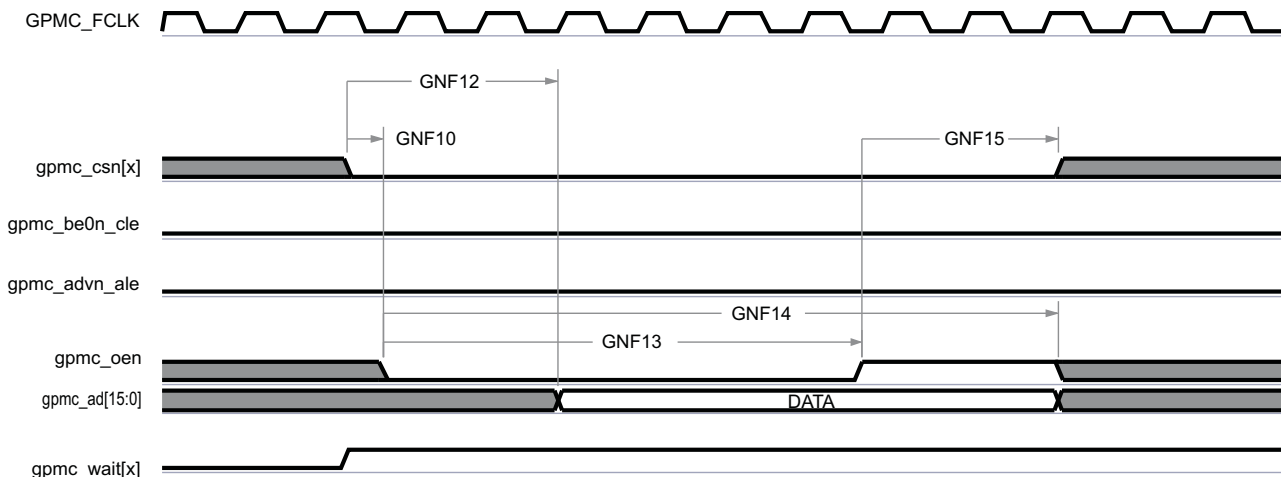 GPMC_FCLK
GNF12
GNF10
GNF15
gpmc_csn[x]
gpmc_be0n_cle
gpmc_advn_ale
GNF14
GNF13
gpmc_oen
gpmc_ad[15:0]
DATA
gpmc_wait[x]